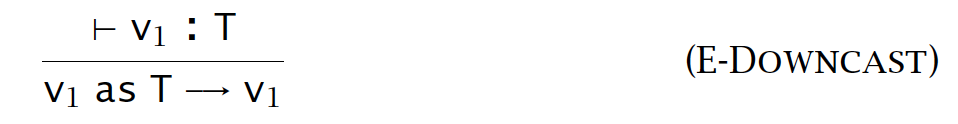 ⊢ v₁ : T
v₁ as T ⟶ v₁ (E-DOWNCAST)